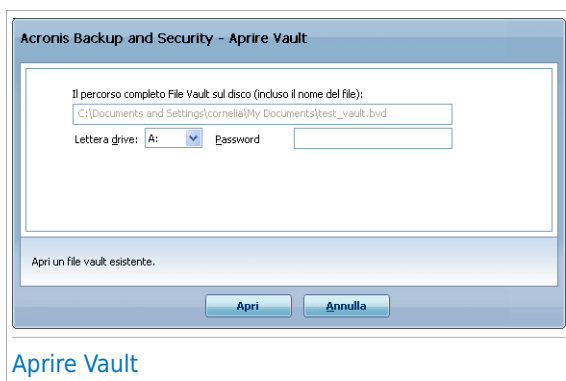 Acronis Backup and Security - Aprire Vault
Il percorso completo File Vault sul disco (incluso il nome del file):
C:\Documents and Settings\cornelia\My Documents\test_vault.bvd
Lettera drive: A: Password
Apri un file vault esistente.
Apri Annulla
Aprire Vault